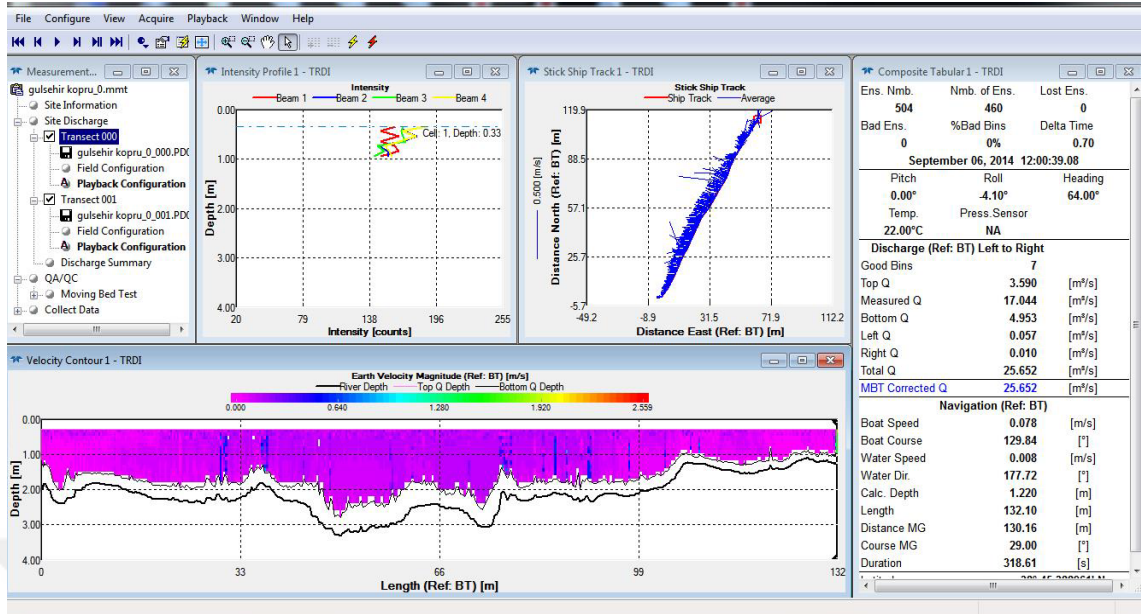 File Configure View Acquire Playback Window Help
Measurement...
gulsehir kopru_0.mmt
Site Information
Site Discharge
Transect 000
gulsehir kopru_0_000.PD0
Field Configuration
Playback Configuration
Transect 001
gulsehir kopru_0_001.PD0
Field Configuration
Playback Configuration
Discharge Summary
QA/QC
Moving Bed Test
Collect Data
Intensity Profile 1 - TRDI
Intensity
Beam 1 Beam 2 Beam 3 Beam 4
Cell: 1, Depth: 0.33
0.00
1.00
2.00
3.00
4.00
Depth [m]
20 79 138 196 255
Intensity [counts]
Stick Ship Track 1 - TRDI
Stick Ship Track
Ship Track Average
119.9
88.5
57.1
25.7
-5.7
0.500 [m/s]
Distance North (Ref: BT) [m]
-49.2 -8.9 31.5 71.9 112.2
Distance East (Ref: BT) [m]
Composite Tabular 1 - TRDI
Ens. Nmb. Nmb. of Ens. Lost Ens.
504 460 0
Bad Ens. %Bad Bins Delta Time
0 0% 0.70
September 06, 2014 12:00:39.08
Pitch Roll Heading
0.00° -4.10° 64.00°
Temp. Press.Sensor
22.00°C NA
Discharge (Ref: BT) Left to Right
Good Bins 7
Top Q 3.590 [m³/s]
Measured Q 17.044 [m³/s]
Bottom Q 4.953 [m³/s]
Left Q 0.057 [m³/s]
Right Q 0.010 [m³/s]
Total Q 25.652 [m³/s]
MBT Corrected Q 25.652 [m³/s]
Navigation (Ref: BT)
Boat Speed 0.078 [m/s]
Boat Course 129.84 [°]
Water Speed 0.008 [m/s]
Water Dir. 177.72 [°]
Calc. Depth 1.220 [m]
Length 132.10 [m]
Distance MG 130.16 [m]
Course MG 29.00 [°]
Duration 318.61 [s]
Velocity Contour 1 - TRDI
Earth Velocity Magnitude (Ref: BT) [m/s]
River Depth Top Q Depth Bottom Q Depth
0.000 0.640 1.280 1.920 2.559
0.00
1.00
2.00
3.00
4.00
Depth [m]
0 33 66 99 132
Length (Ref: BT) [m]